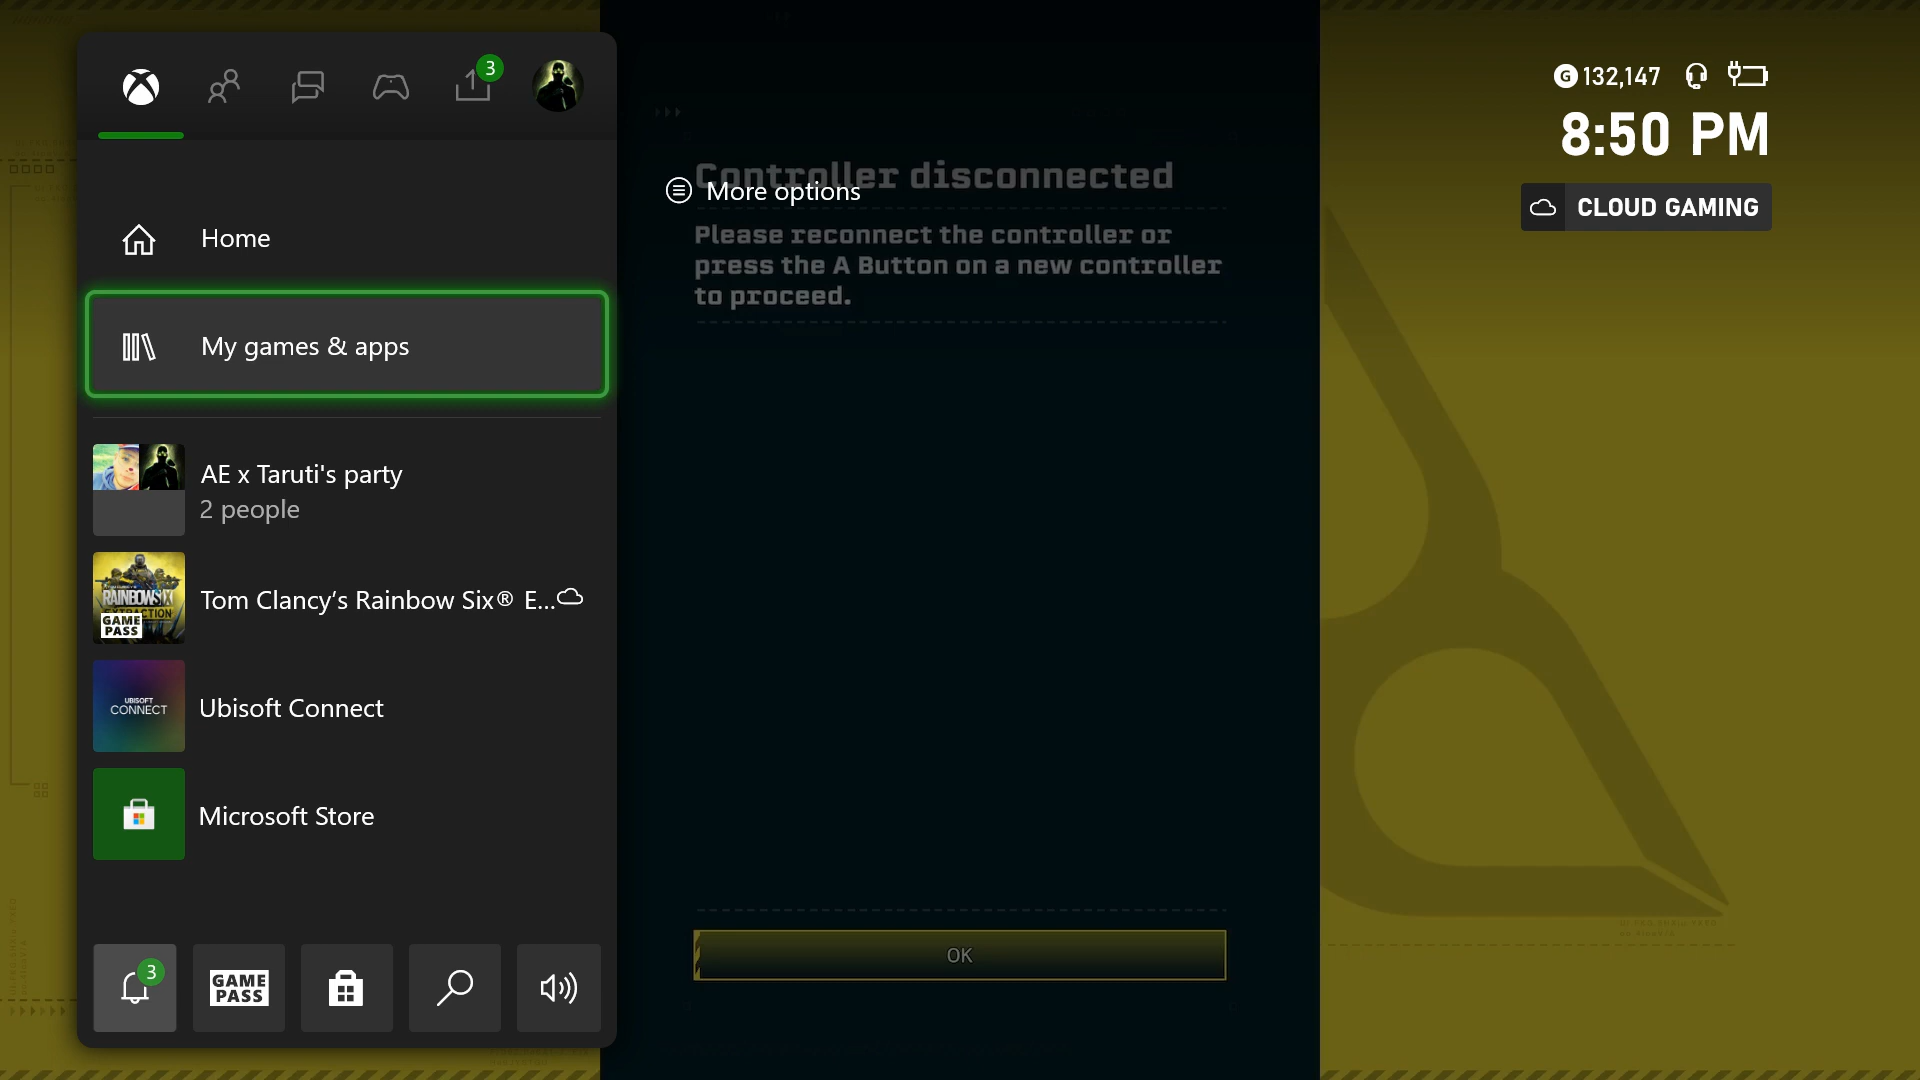 3
132,147
8:50 PM
CLOUD GAMING
Home
My games & apps
AE x Taruti's party
2 people
RAINBOW SIX
EXTRACTION
GAME
PASS
Tom Clancy’s Rainbow Six® E...
UBISOFT
CONNECT
Ubisoft Connect
Microsoft Store
3
GAME
PASS
More options
Controller disconnected
Please reconnect the controller or
press the A Button on a new controller
to proceed.
OK